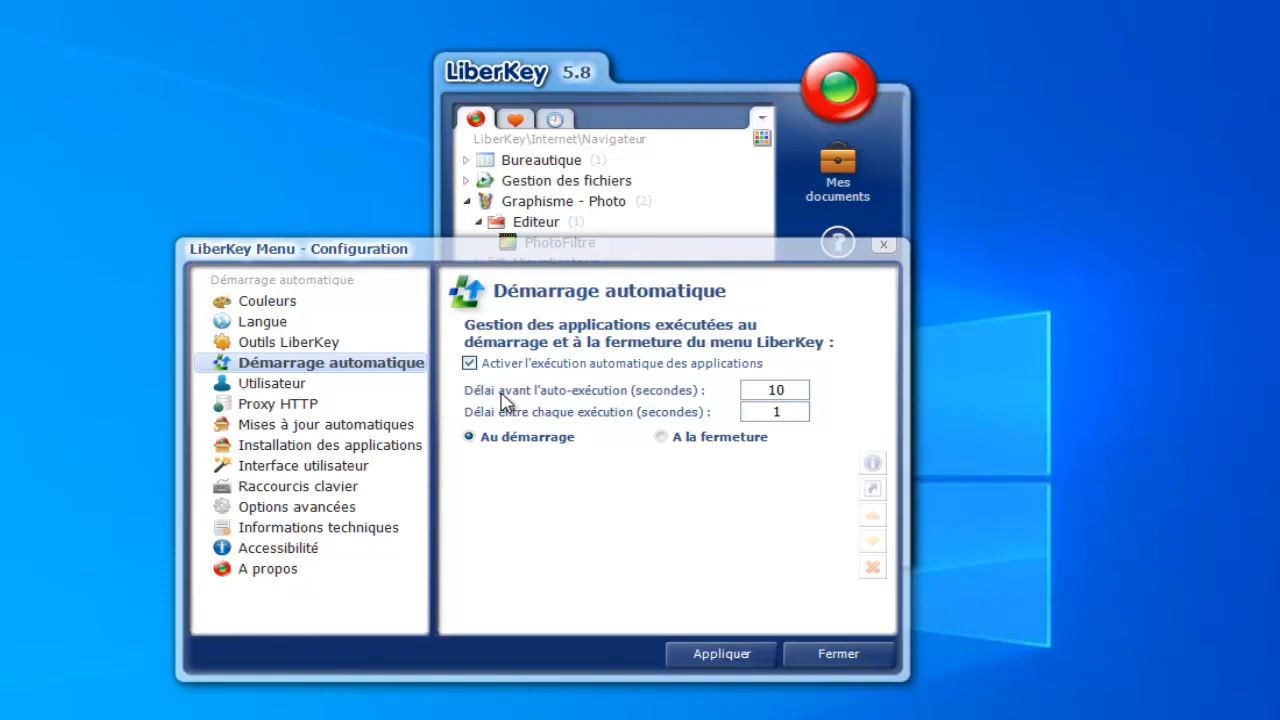 LiberKey 5.8
LiberKey\Internet\Navigateur
Bureautique (1)
Gestion des fichiers
Graphisme - Photo (2)
Editeur (1)
PhotoFiltre
Mes
documents
?
LiberKey Menu - Configuration
x
Démarrage automatique
Couleurs
Langue
Outils LiberKey
Démarrage automatique
Utilisateur
Proxy HTTP
Mises à jour automatiques
Installation des applications
Interface utilisateur
Raccourcis clavier
Options avancées
Informations techniques
Accessibilité
A propos
Démarrage automatique
Gestion des applications exécutées au
démarrage et à la fermeture du menu LiberKey :
Activer l'exécution automatique des applications
Délai avant l'auto-exécution (secondes) : 10
Délai entre chaque exécution (secondes) : 1
Au démarrage A la fermeture
Appliquer Fermer